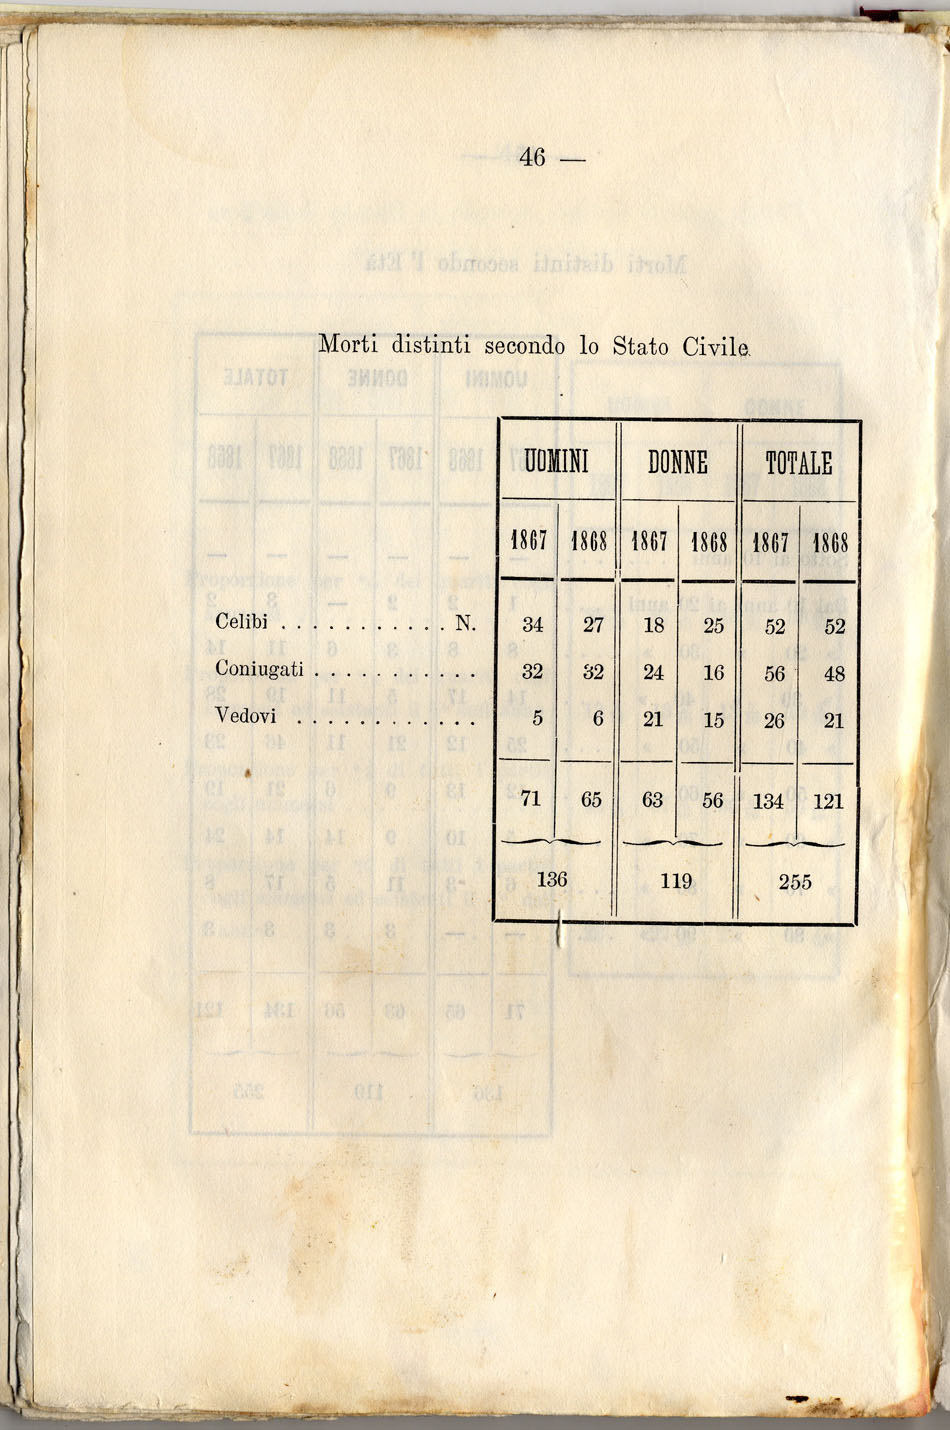 46 —
Morti distinti secondo lo Stato Civile.
UOMINI DONNE TOTALE
1867 1868 1867 1868 1867 1868
Celibi . . . . . . . . . . . N. 34 27 18 25 52 52
Coniugati . . . . . . . . . . . 32 32 24 16 56 48
Vedovi . . . . . . . . . . . . 5 6 21 15 26 21
71 65 63 56 134 121
136 119 255